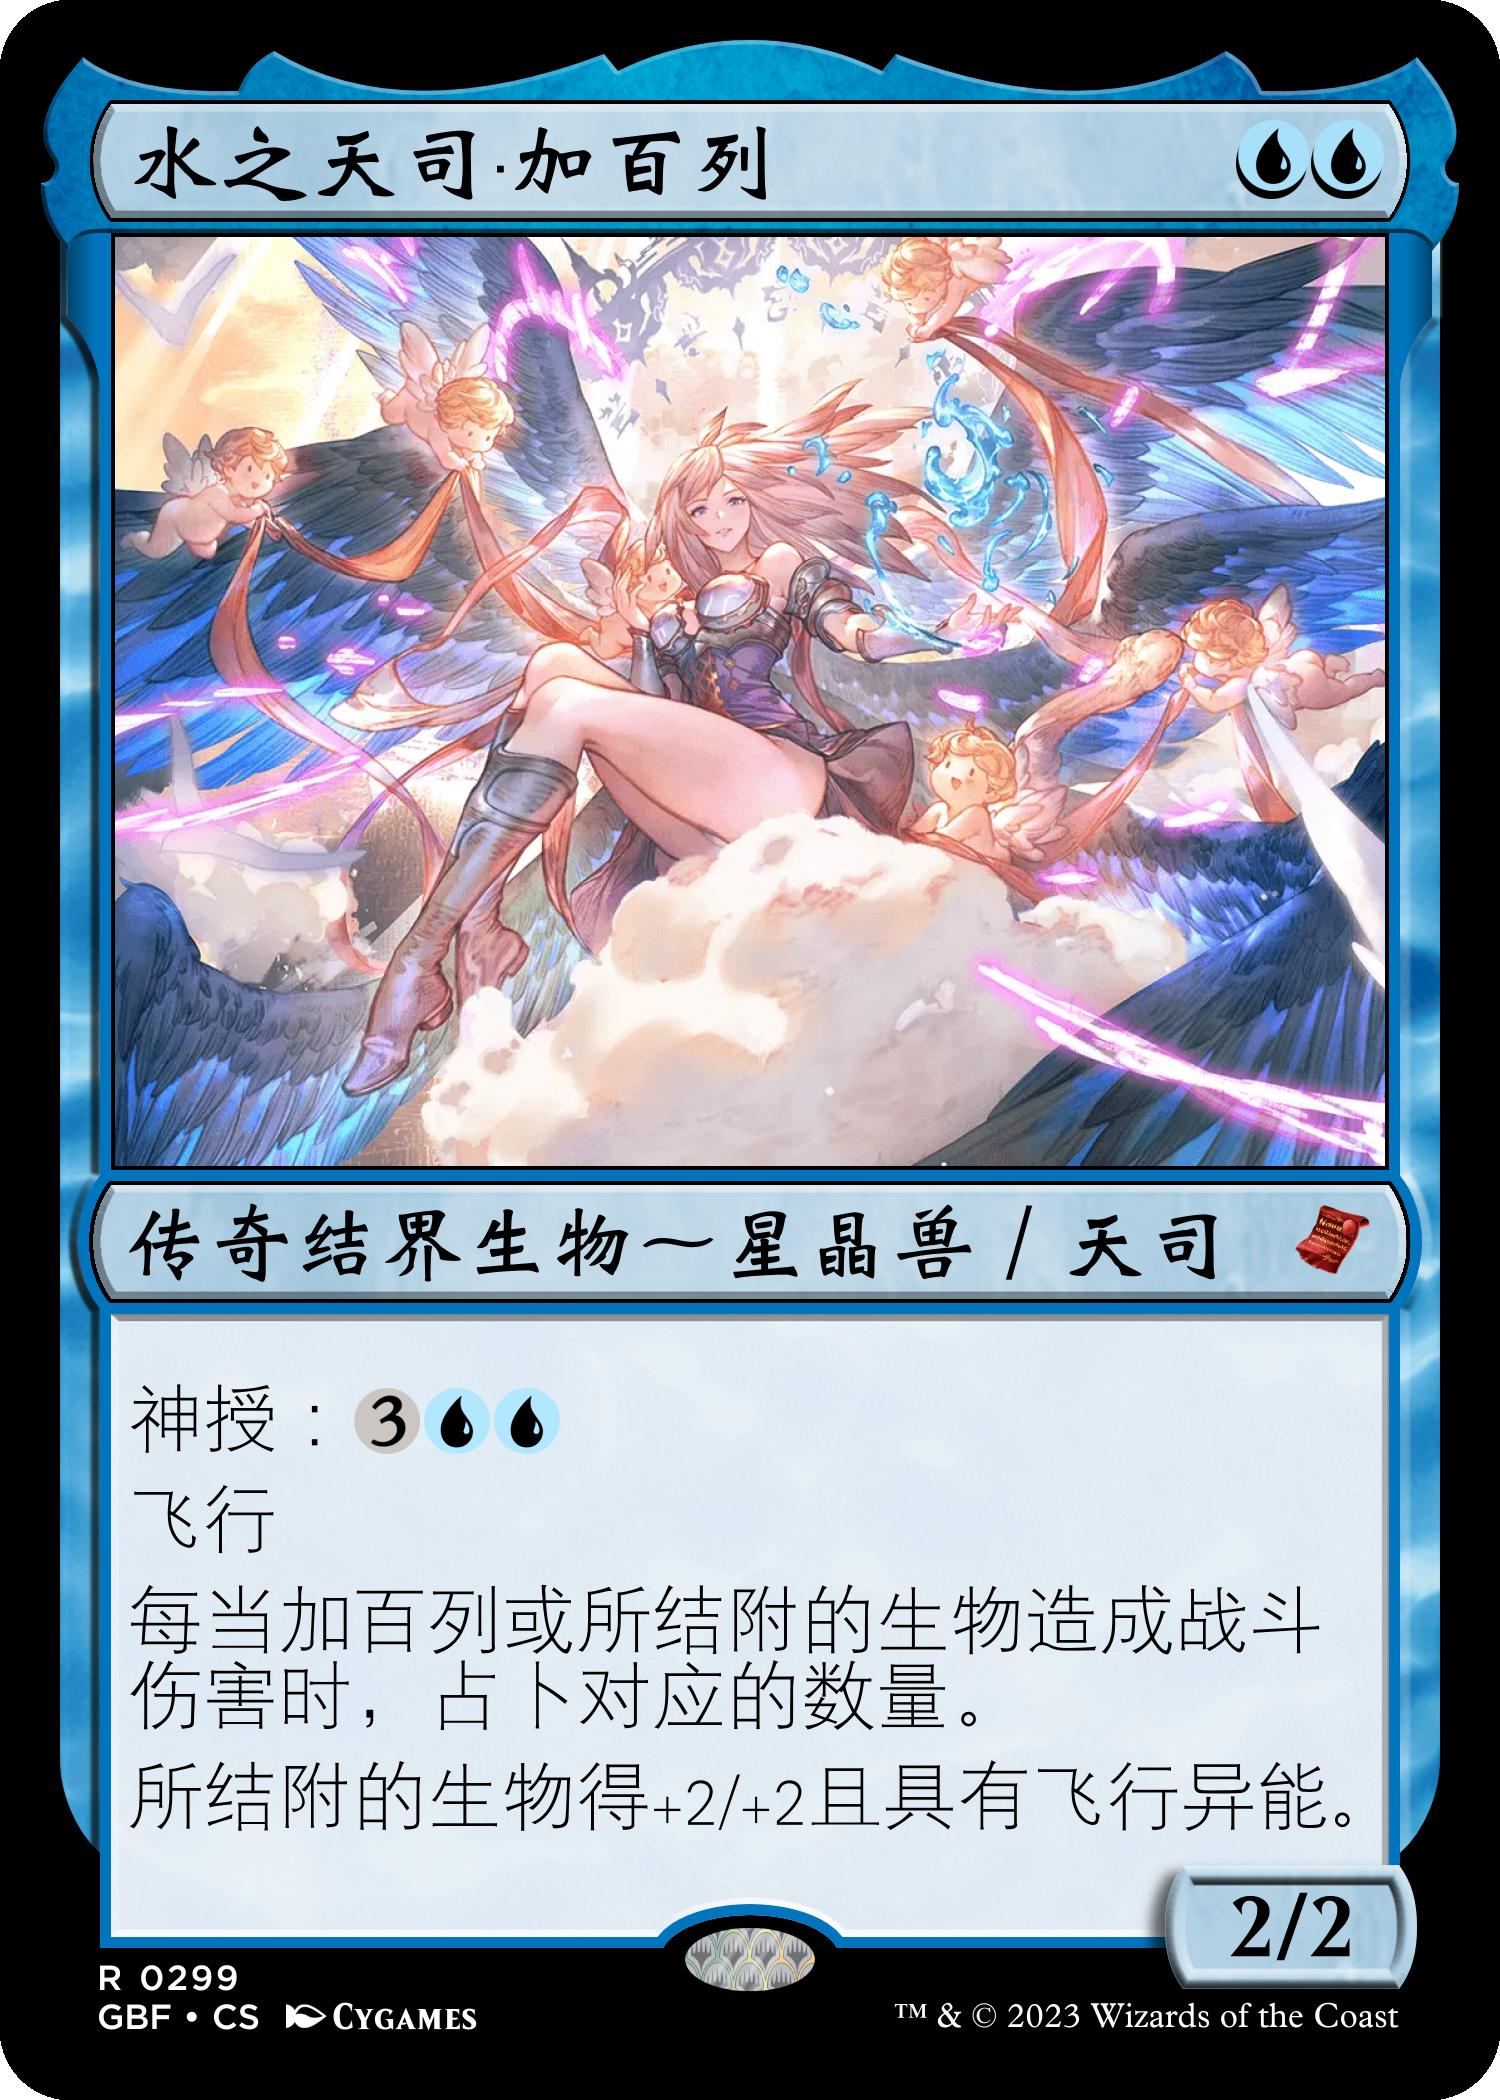 水之天司·加百列
传奇结界生物～星晶兽 / 天司
神授：3
飞行
每当加百列或所结附的生物造成战斗
伤害时，占卜对应的数量。
所结附的生物得+2/+2且具有飞行异能。
2/2
R 0299
GBF • CS CYGAMES
™ & © 2023 Wizards of the Coast